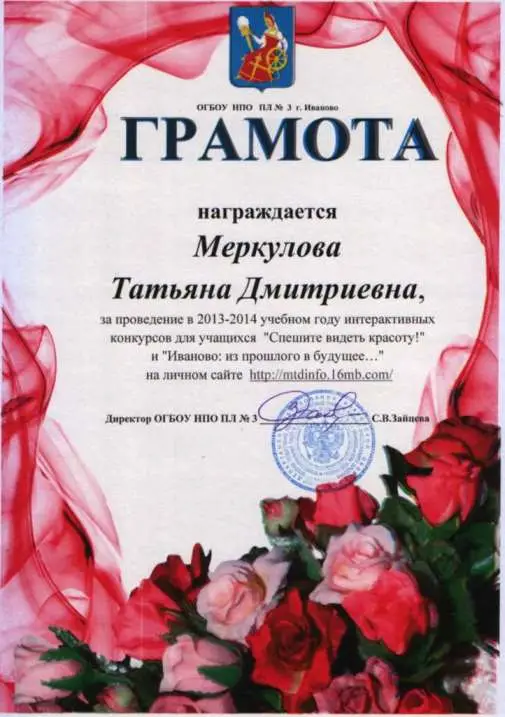 ОГБОУ НПО ПЛ № 3 г. Иваново
ГРАМОТА
награждается
Меркулова
Татьяна Дмитриевна,
за проведение в 2013-2014 учебном году интерактивных
конкурсов для учащихся "Спешите видеть красоту!"
и "Иваново: из прошлого в будущее…"
на личном сайте http://mtdinfo.16mb.com/
Директор ОГБОУ НПО ПЛ № 3 С.В.Зайцева